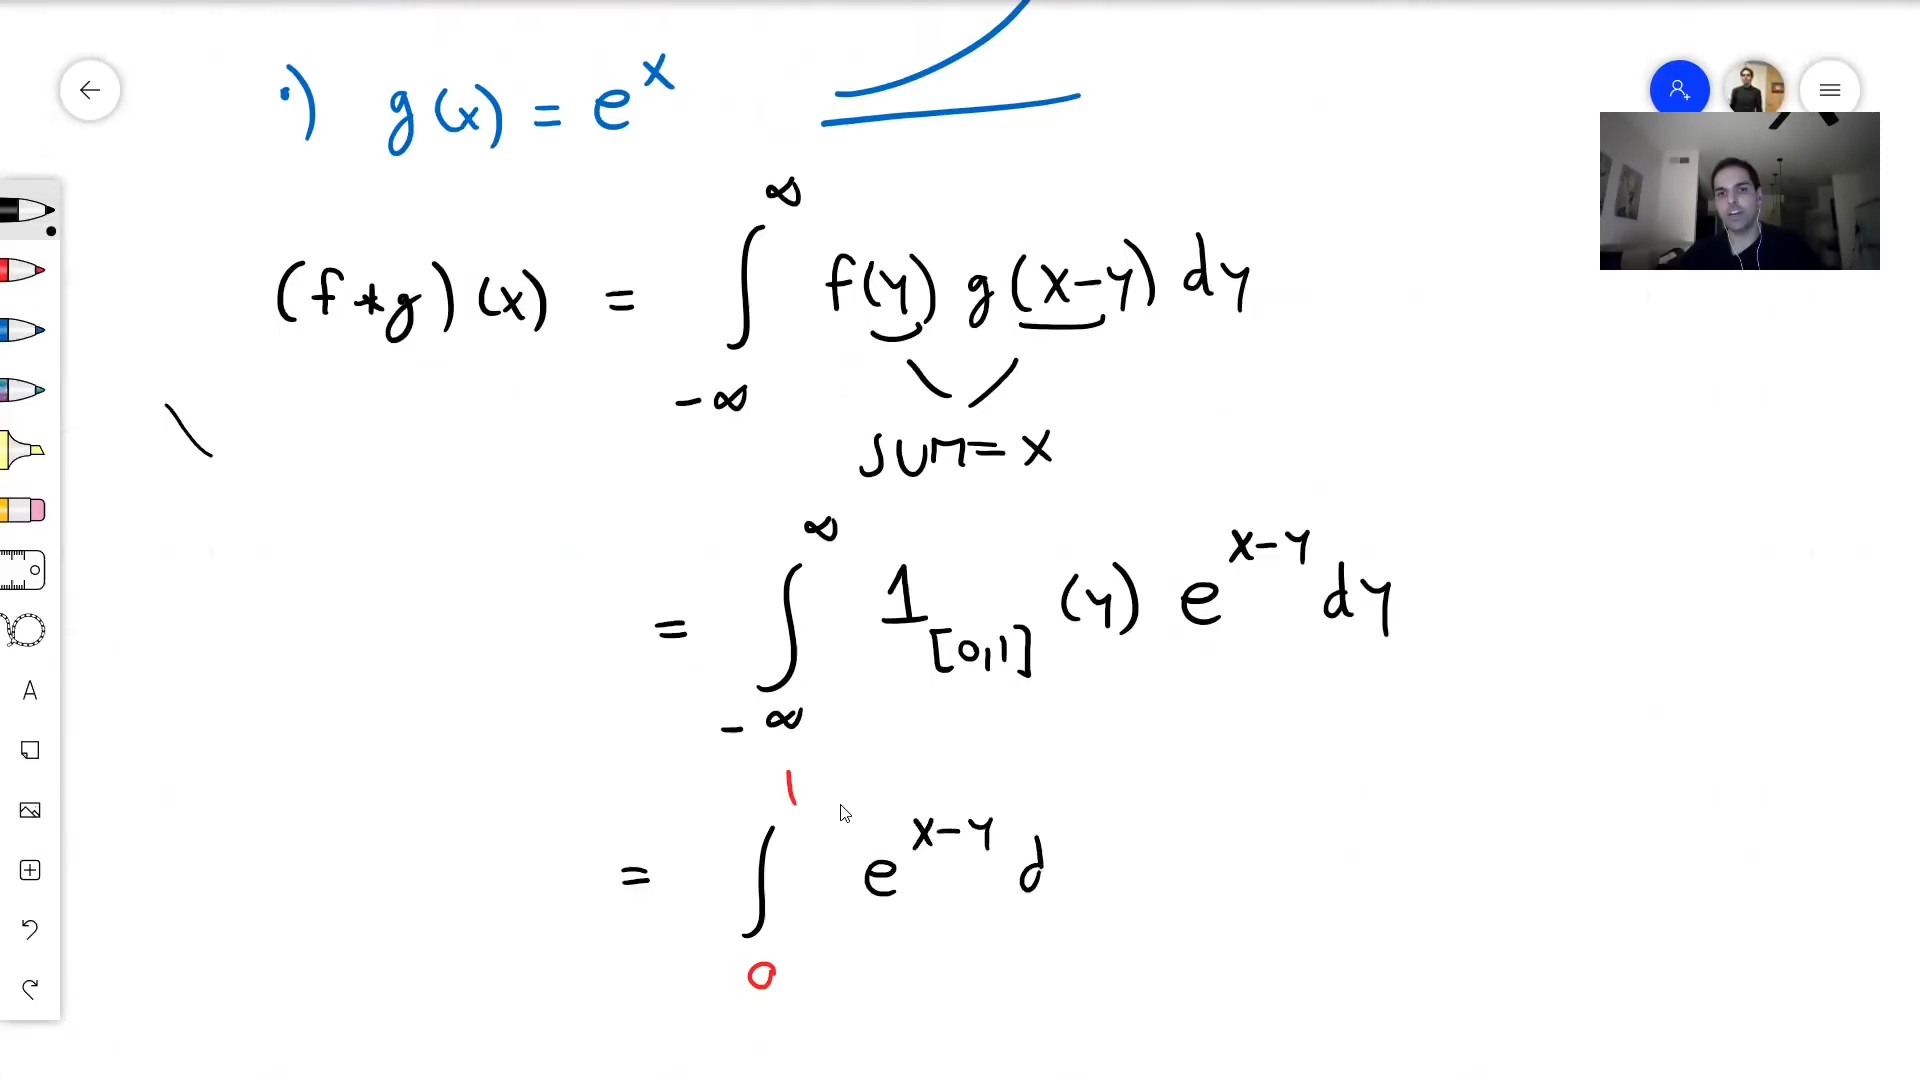 •) g(x) = e^x
(f*g)(x) = ∫_{-∞}^{∞} f(y) g(x-y) dy
SUM = x
= ∫_{-∞}^{∞} 1_{[0,1]} (y) e^{x-y} dy
= ∫_0^1 e^{x-y} d
A